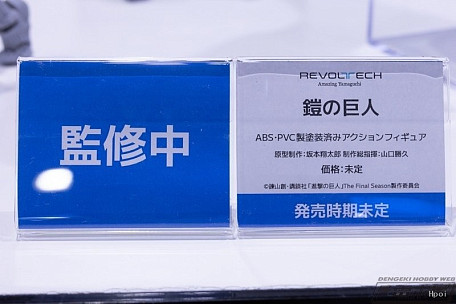 監修中
REVOLTECH
Amazing Yamaguchi
鎧の巨人
ABS・PVC製塗装済みアクションフィギュア
原型制作：坂本翔太郎 制作総指揮：山口勝久
価格：未定
©諫山創・講談社/「進撃の巨人」The Final Season製作委員会
発売時期未定
DENGEKI HOBBY WEB
Hpoi